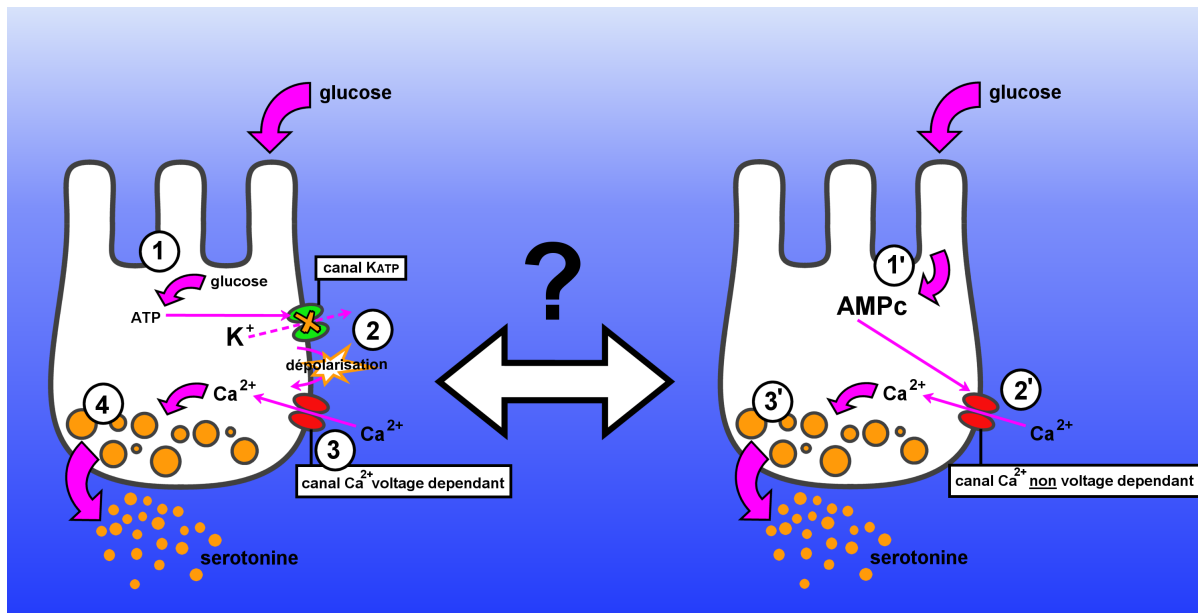 glucose
1
glucose
canal KATP
ATP
K+
2
dépolarisation
4
Ca2+
Ca2+
3
canal Ca2+ voltage dependant
serotonine
?
glucose
1'
AMPc
3'
Ca2+
2'
Ca2+
canal Ca2+ non voltage dependant
serotonine